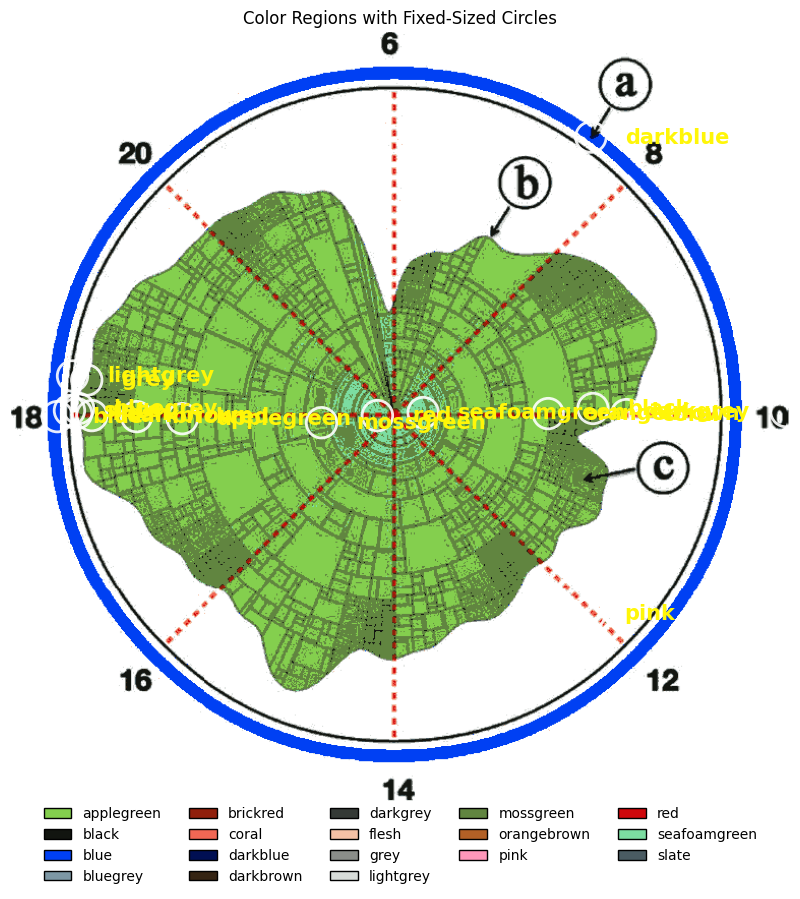 Color Regions with Fixed-Sized Circles
6
a
darkblue
20
8
b
lightgrey
grey
18
applegreen
mossgreen
red
seafoamgreen
black
10
c
pink
16
12
14
applegreen
brickred
darkgrey
mossgreen
red
black
coral
flesh
orangebrown
seafoamgreen
blue
darkblue
grey
pink
slate
bluegrey
darkbrown
lightgrey